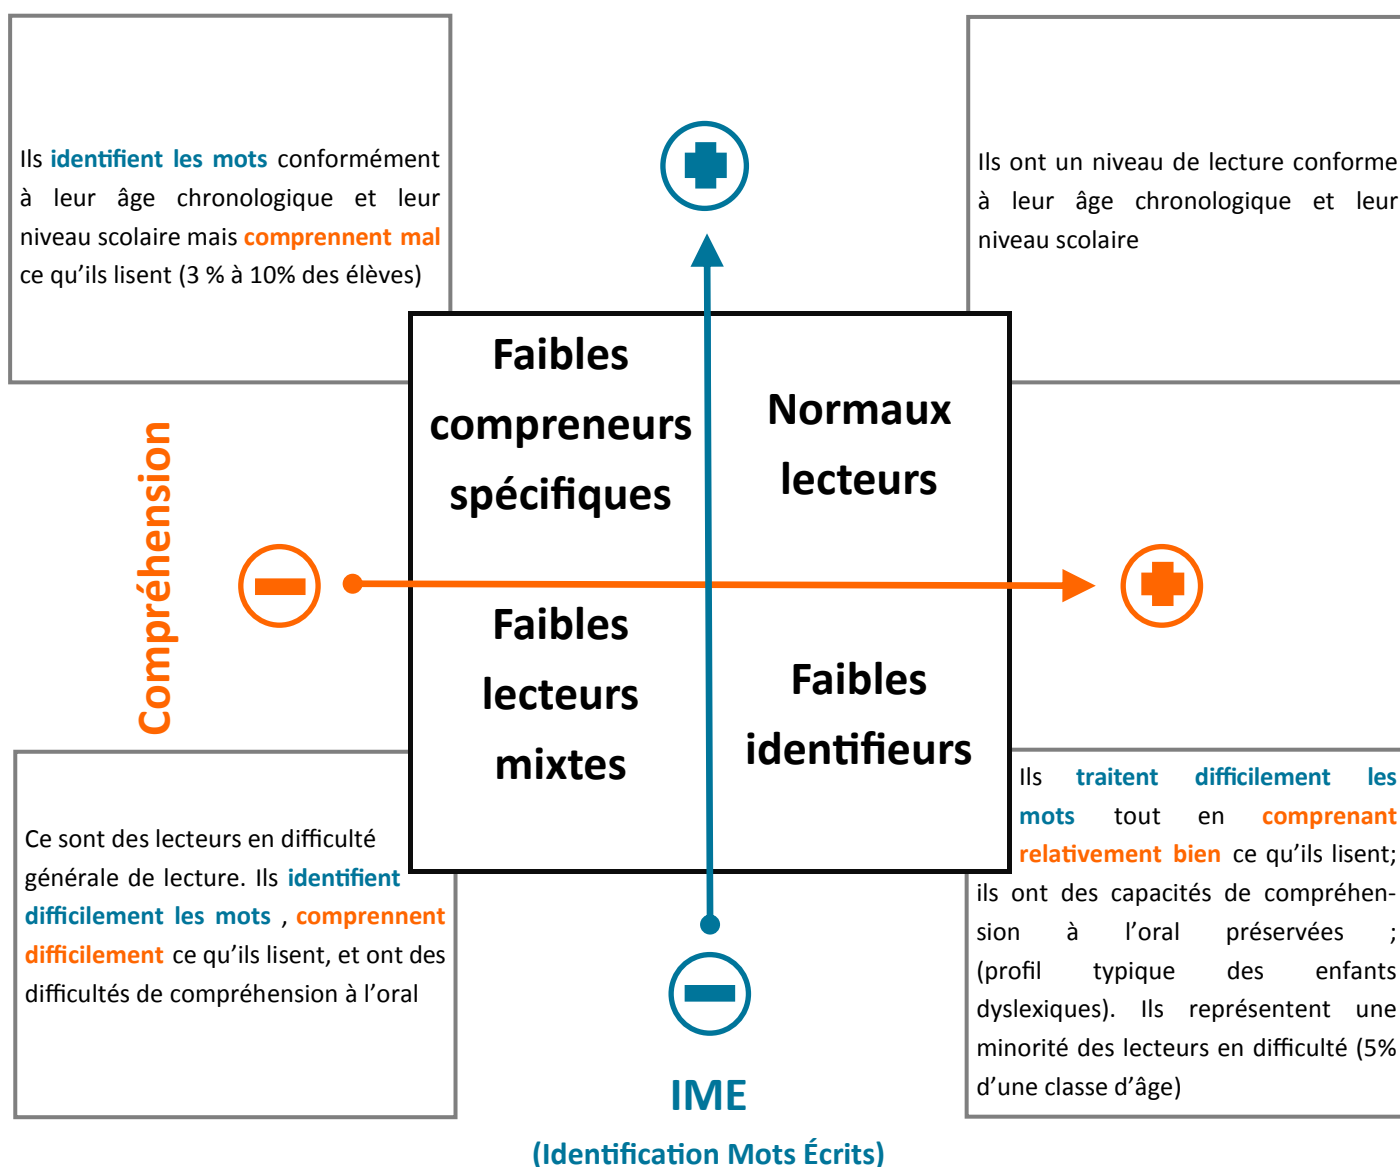 Ils identifient les mots conformément
à leur âge chronologique et leur
niveau scolaire mais comprennent mal
ce qu’ils lisent (3 % à 10% des élèves)
Ils ont un niveau de lecture conforme
à leur âge chronologique et leur
niveau scolaire
Faibles
compreneurs
spécifiques
Normaux
lecteurs
Compréhension
Faibles
lecteurs
mixtes
Faibles
identifieurs
Ce sont des lecteurs en difficulté
générale de lecture. Ils identifient
difficilement les mots , comprennent
difficilement ce qu’ils lisent, et ont des
difficultés de compréhension à l’oral
Ils traitent difficilement les
mots tout en comprenant
relativement bien ce qu’ils lisent;
ils ont des capacités de compréhen-
sion à l’oral préservées ;
(profil typique des enfants
dyslexiques). Ils représentent une
minorité des lecteurs en difficulté (5%
d’une classe d’âge)
IME
(Identification Mots Écrits)